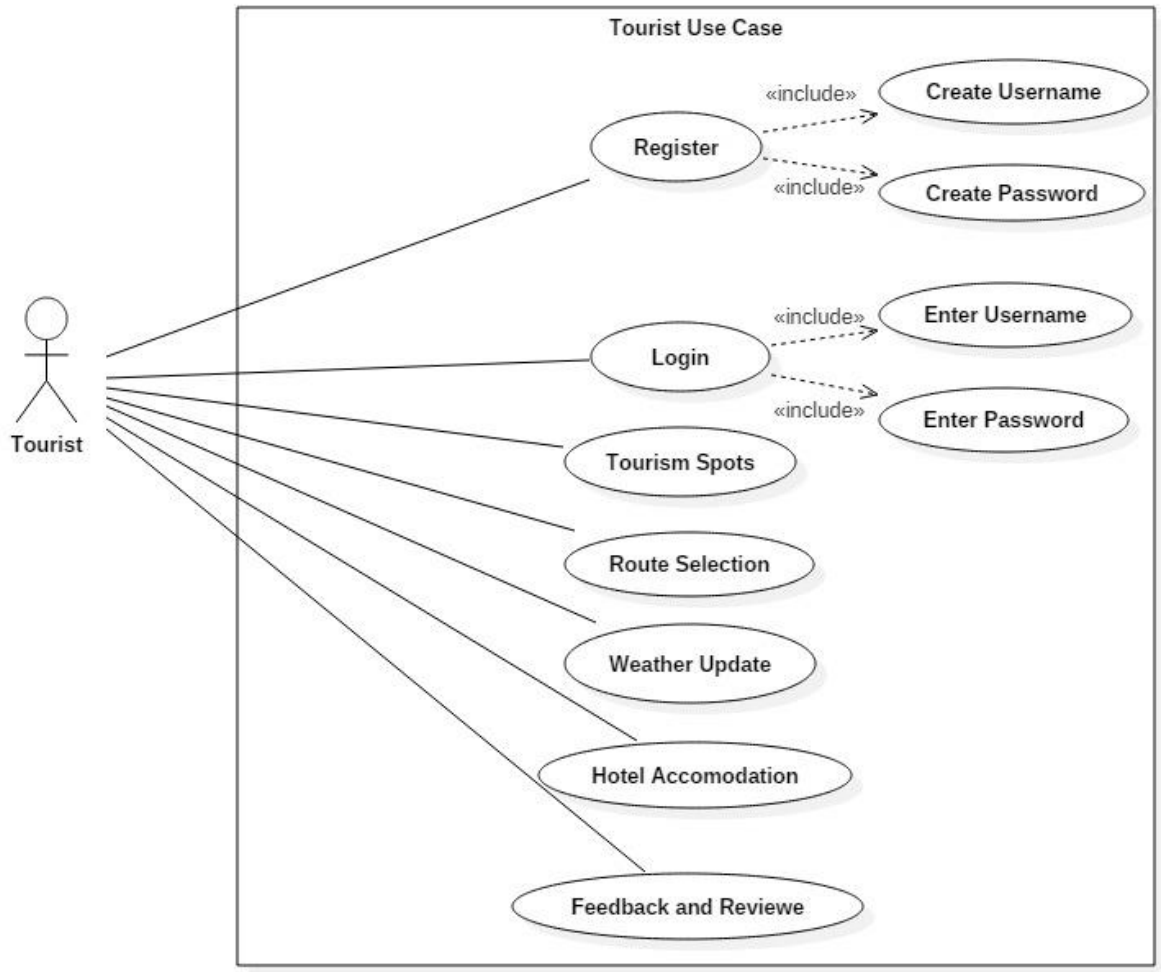 Tourist Use Case
«include»
Create Username
Register
«include»
Create Password
«include»
Enter Username
Login
«include»
Enter Password
Tourist
Tourism Spots
Route Selection
Weather Update
Hotel Accomodation
Feedback and Reviewe